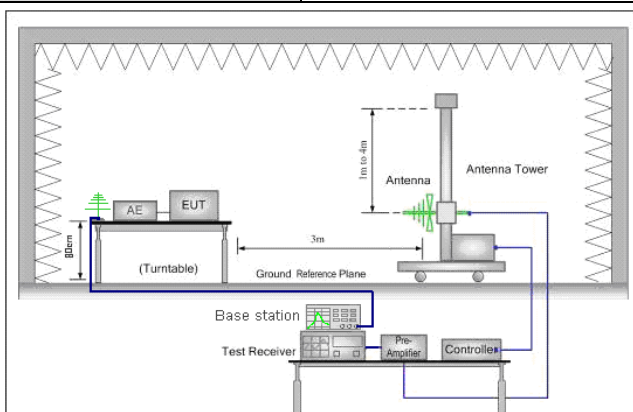 1m to 4m
Antenna
Antenna Tower
AE
EUT
80cm
3m
(Turntable)
Ground Reference Plane
Base station
Test Receiver
Pre-
Amplifier
Controlle